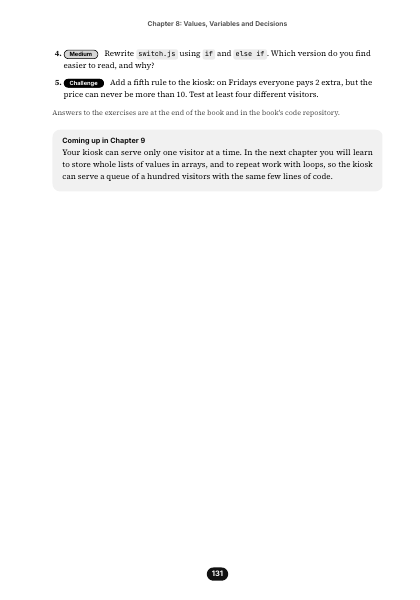 Chapter 8: Values, Variables and Decisions
4. Medium Rewrite switch.js using if and else if. Which version do you find
easier to read, and why?
5. Challenge Add a fifth rule to the kiosk: on Fridays everyone pays 2 extra, but the
price can never be more than 10. Test at least four different visitors.
Answers to the exercises are at the end of the book and in the book's code repository.
Coming up in Chapter 9
Your kiosk can serve only one visitor at a time. In the next chapter you will learn
to store whole lists of values in arrays, and to repeat work with loops, so the kiosk
can serve a queue of a hundred visitors with the same few lines of code.
131